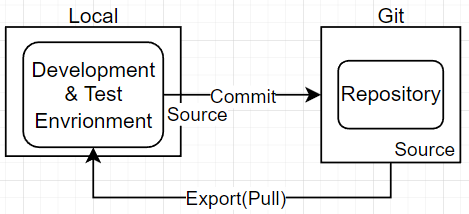 Local
Git
Development
& Test
Envrionment
Commit
Source
Repository
Source
Export(Pull)